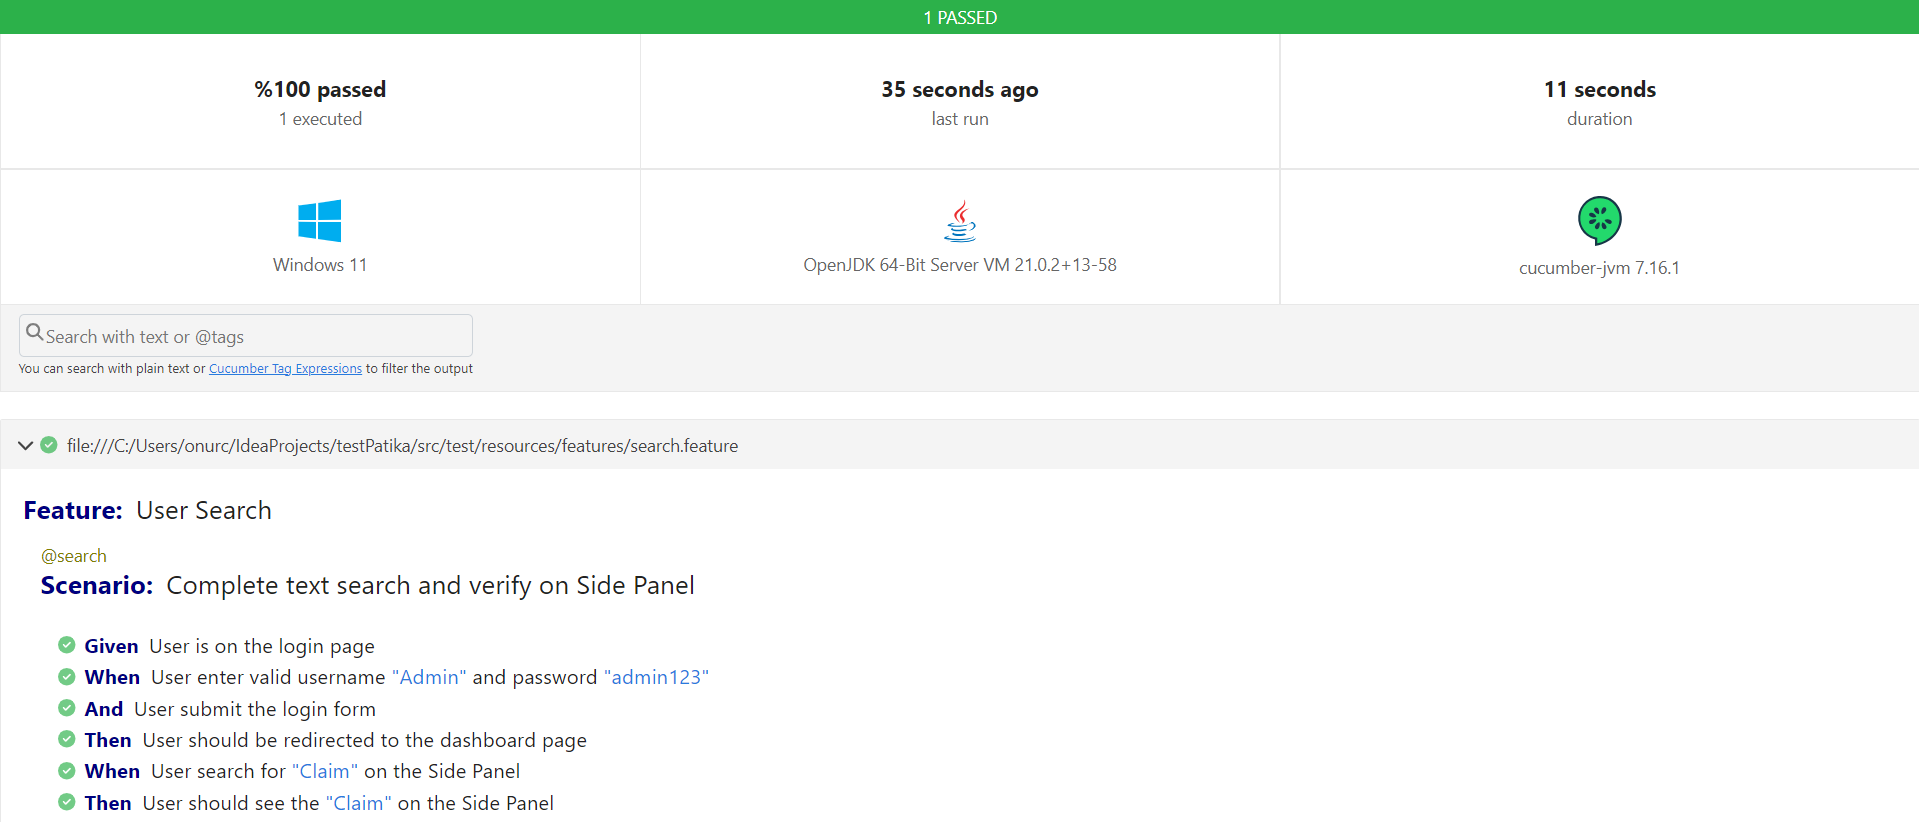 1 PASSED
%100 passed
1 executed
35 seconds ago
last run
11 seconds
duration
Windows 11
OpenJDK 64-Bit Server VM 21.0.2+13-58
cucumber-jvm 7.16.1
Search with text or @tags
You can search with plain text or Cucumber Tag Expressions to filter the output
file:///C:/Users/onurc/IdeaProjects/testPatika/src/test/resources/features/search.feature
Feature: User Search
@search
Scenario: Complete text search and verify on Side Panel
Given User is on the login page
When User enter valid username "Admin" and password "admin123"
And User submit the login form
Then User should be redirected to the dashboard page
When User search for "Claim" on the Side Panel
Then User should see the "Claim" on the Side Panel